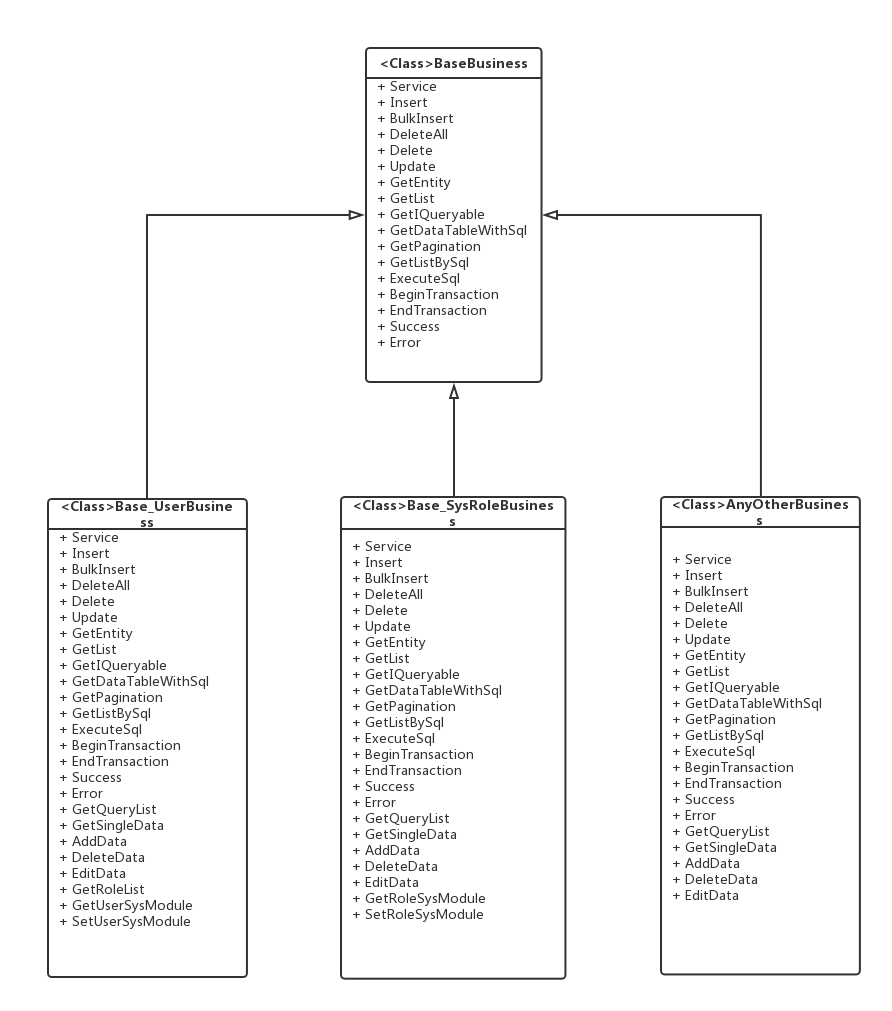 <Class>BaseBusiness
+ Service
+ Insert
+ BulkInsert
+ DeleteAll
+ Delete
+ Update
+ GetEntity
+ GetList
+ GetIQueryable
+ GetDataTableWithSql
+ GetPagination
+ GetListBySql
+ ExecuteSql
+ BeginTransaction
+ EndTransaction
+ Success
+ Error
<Class>Base_UserBusine
ss
+ Service
+ Insert
+ BulkInsert
+ DeleteAll
+ Delete
+ Update
+ GetEntity
+ GetList
+ GetIQueryable
+ GetDataTableWithSql
+ GetPagination
+ GetListBySql
+ ExecuteSql
+ BeginTransaction
+ EndTransaction
+ Success
+ Error
+ GetQueryList
+ GetSingleData
+ AddData
+ DeleteData
+ EditData
+ GetRoleList
+ GetUserSysModule
+ SetUserSysModule
<Class>Base_SysRoleBusines
s
+ Service
+ Insert
+ BulkInsert
+ DeleteAll
+ Delete
+ Update
+ GetEntity
+ GetList
+ GetIQueryable
+ GetDataTableWithSql
+ GetPagination
+ GetListBySql
+ ExecuteSql
+ BeginTransaction
+ EndTransaction
+ Success
+ Error
+ GetQueryList
+ GetSingleData
+ AddData
+ DeleteData
+ EditData
+ GetRoleSysModule
+ SetRoleSysModule
<Class>AnyOtherBusines
s
+ Service
+ Insert
+ BulkInsert
+ DeleteAll
+ Delete
+ Update
+ GetEntity
+ GetList
+ GetIQueryable
+ GetDataTableWithSql
+ GetPagination
+ GetListBySql
+ ExecuteSql
+ BeginTransaction
+ EndTransaction
+ Success
+ Error
+ GetQueryList
+ GetSingleData
+ AddData
+ DeleteData
+ EditData